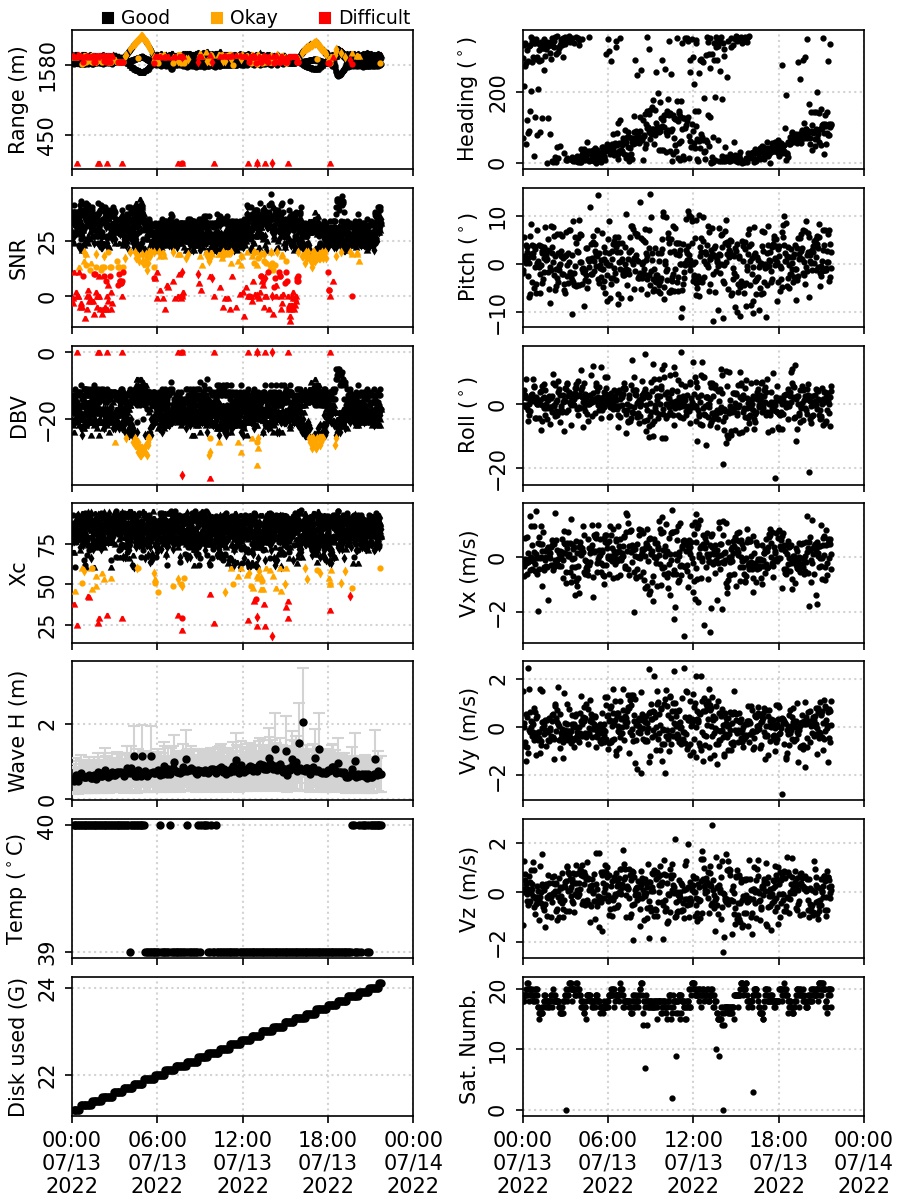 Good Okay Difficult
Range (m)
1580
450
Heading (°)
200
0
SNR
25
0
Pitch (°)
10
0
−10
DBV
0
−20
Roll (°)
0
−20
Xc
75
50
25
Vx (m/s)
0
−2
Wave H (m)
2
0
Vy (m/s)
2
0
−2
Temp (°C)
40
39
Vz (m/s)
2
0
−2
Disk used (G)
24
22
Sat. Numb.
20
10
0
00:00 06:00 12:00 18:00 00:00
07/13 07/13 07/13 07/13 07/14
2022 2022 2022 2022 2022
00:00 06:00 12:00 18:00 00:00
07/13 07/13 07/13 07/13 07/14
2022 2022 2022 2022 2022